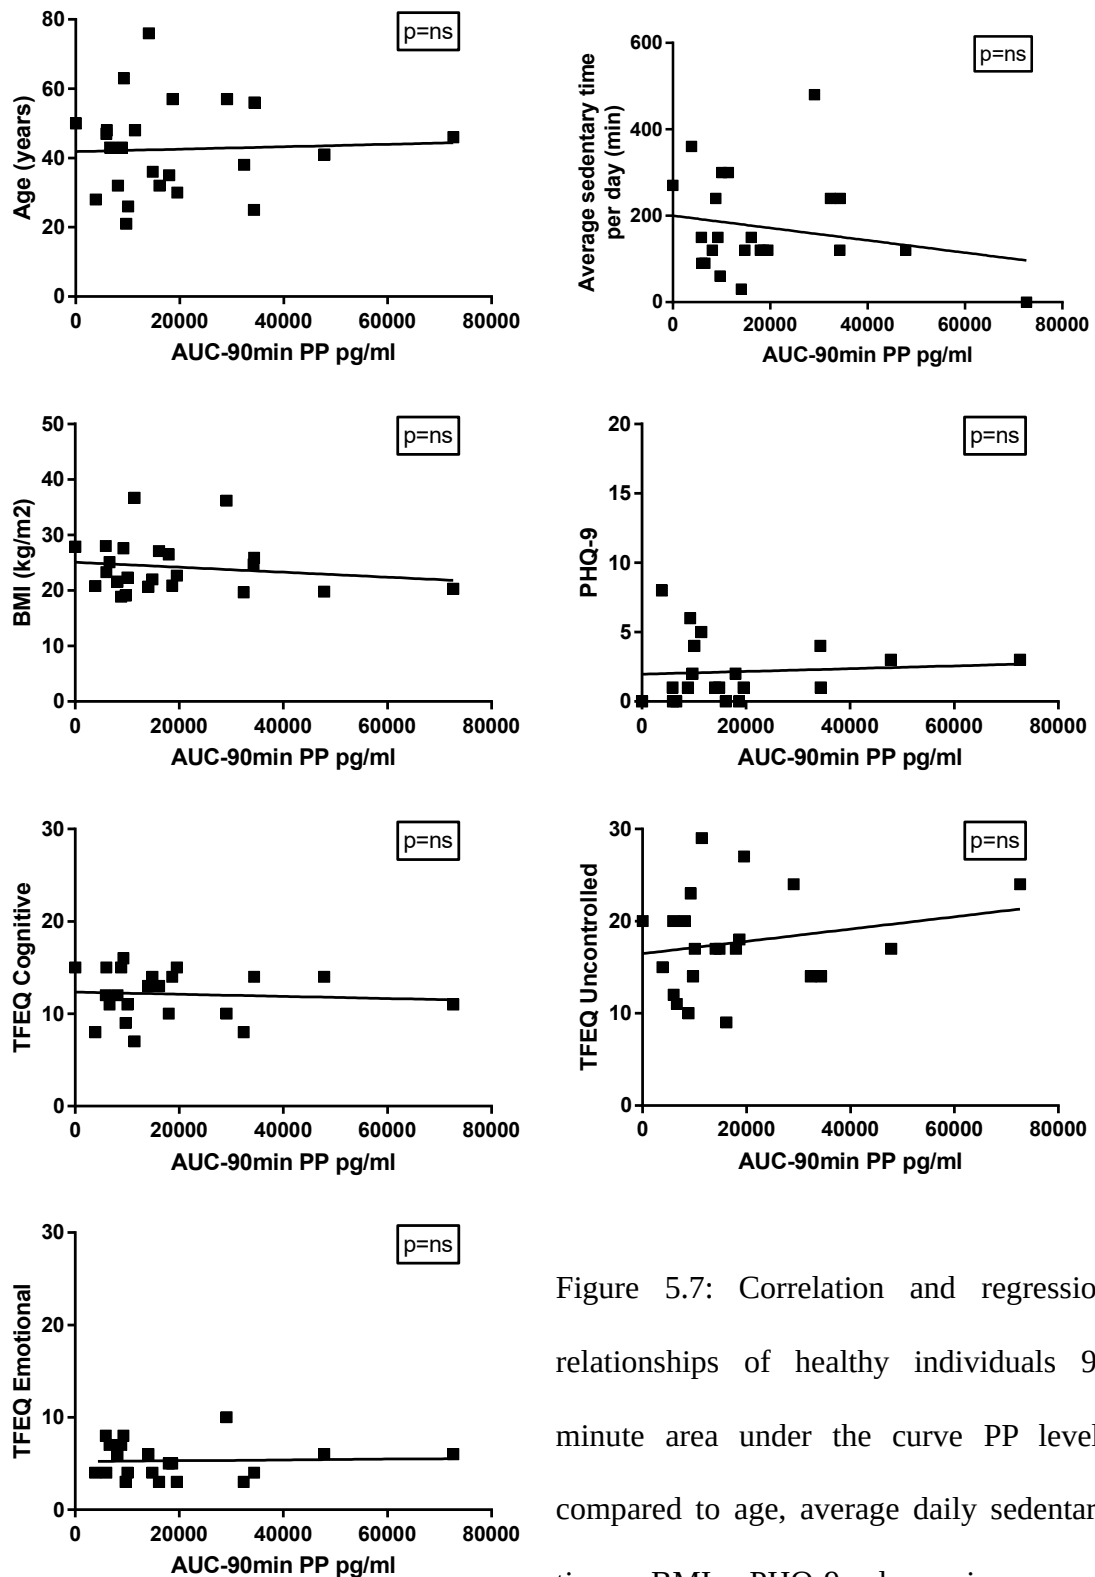 80
60
40
20
0
Age (years)
p=ns
0 20000 40000 60000 80000
AUC-90min PP pg/ml
600
400
200
0
Average sedentary time
per day (min)
p=ns
0 20000 40000 60000 80000
AUC-90min PP pg/ml
50
40
30
20
10
0
BMI (kg/m2)
p=ns
0 20000 40000 60000 80000
AUC-90min PP pg/ml
20
15
10
5
0
PHQ-9
p=ns
0 20000 40000 60000 80000
AUC-90min PP pg/ml
30
20
10
0
TFEQ Cognitive
p=ns
0 20000 40000 60000 80000
AUC-90min PP pg/ml
30
20
10
0
TFEQ Uncontrolled
p=ns
0 20000 40000 60000 80000
AUC-90min PP pg/ml
30
20
10
0
TFEQ Emotional
p=ns
0 20000 40000 60000 80000
AUC-90min PP pg/ml
Figure 5.7: Correlation and regressio
relationships of healthy individuals 9
minute area under the curve PP level
compared to age, average daily sedentar
BMI PHQ-9